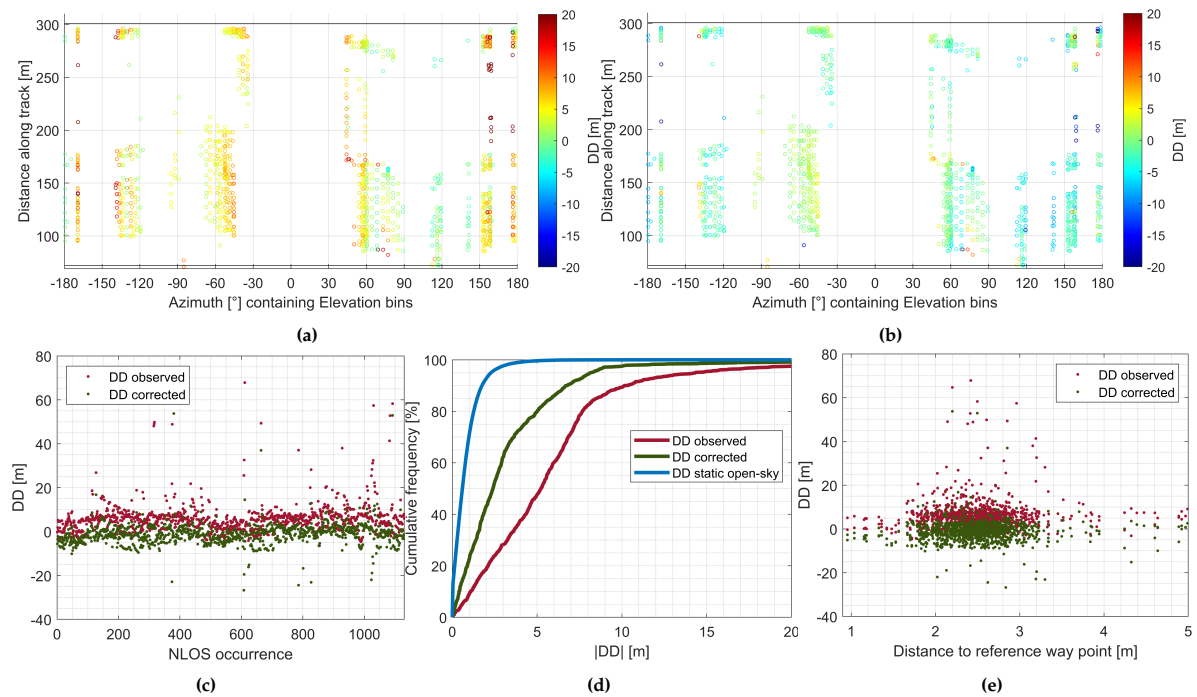 300
250
200
150
100
Distance along track [m]
-180 -150 -120 -90 -60 -30 0 30 60 90 120 150 180
Azimuth [°] containing Elevation bins
20
15
10
5
0
-5
-10
-15
-20
DD [m]
(a)
300
250
200
150
100
Distance along track [m]
-180 -150 -120 -90 -60 -30 0 30 60 90 120 150 180
Azimuth [°] containing Elevation bins
20
15
10
5
0
-5
-10
-15
-20
DD [m]
(b)
80
60
40
20
0
-20
-40
DD [m]
DD observed
DD corrected
0 200 400 600 800 1000
NLOS occurrence
(c)
100
80
60
40
20
0
Cumulative frequency [%]
DD observed
DD corrected
DD static open-sky
0 5 10 15 20
|DD| [m]
(d)
80
60
40
20
0
-20
-40
DD [m]
DD observed
DD corrected
1 2 3 4 5
Distance to reference way point [m]
(e)